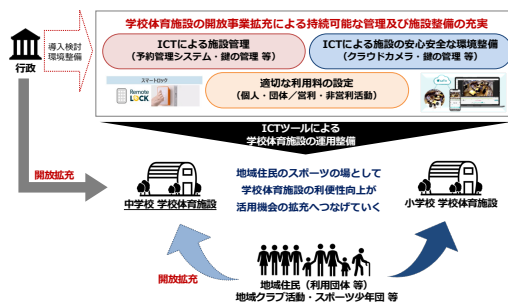 学校体育施設の開放事業拡充による持続可能な管理及び施設整備の充実
導入検討
環境整備
行政
ICTによる施設管理
（予約管理システム・鍵の管理 等）
ICTによる施設の安心安全な環境整備
（クラウドカメラ・鍵の管理 等）
スマートロック
Remote
LOCK
適切な利用料の設定
（個人・団体／営利・非営利活動）
ICTツールによる
学校体育施設の運用整備
開放拡充
地域住民のスポーツの場として
学校体育施設の利便性向上が
活用機会の拡充へつなげていく
中学校 学校体育施設
小学校 学校体育施設
開放拡充
地域住民（利用団体 等）
地域クラブ活動・スポーツ少年団 等